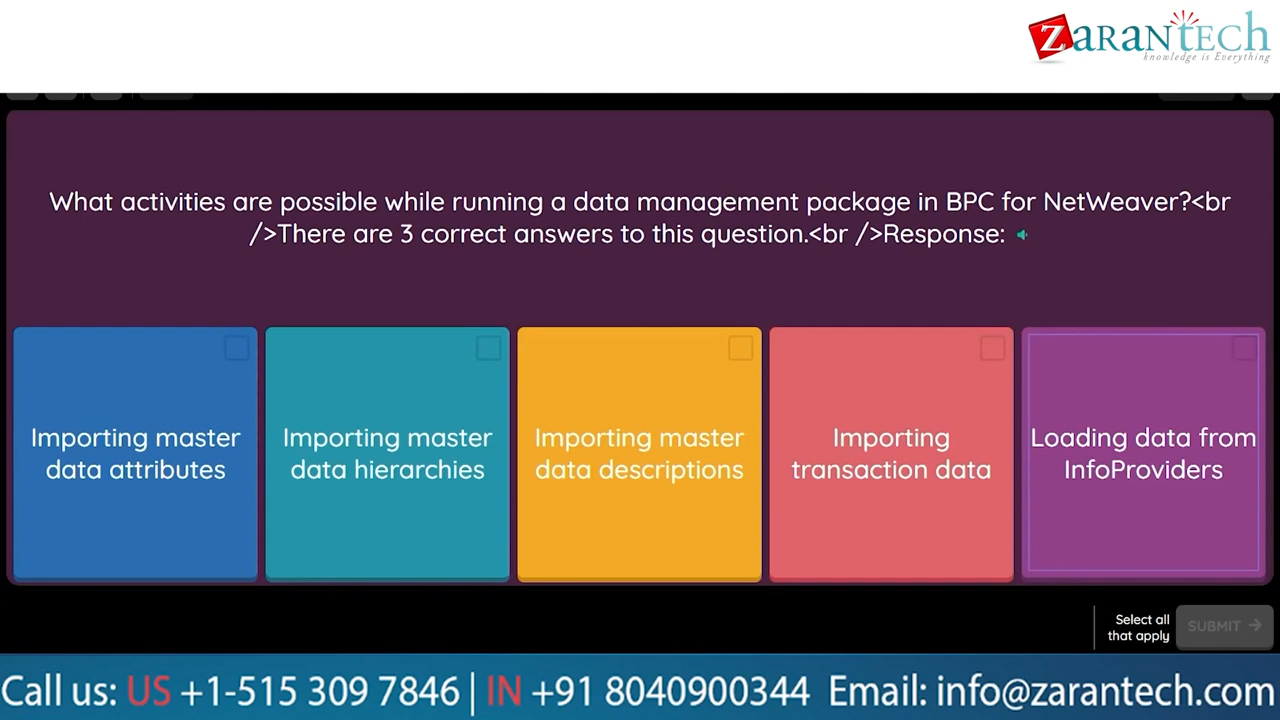 ZARANTECH
knowledge is Everything
What activities are possible while running a data management package in BPC for NetWeaver?<br
/>There are 3 correct answers to this question.<br />Response:
Importing master
data attributes
Importing master
data hierarchies
Importing master
data descriptions
Importing
transaction data
Loading data from
InfoProviders
Select all
that apply
SUBMIT
Call us: US +1-515 309 7846 | IN +91 8040900344 Email: info@zarantech.com